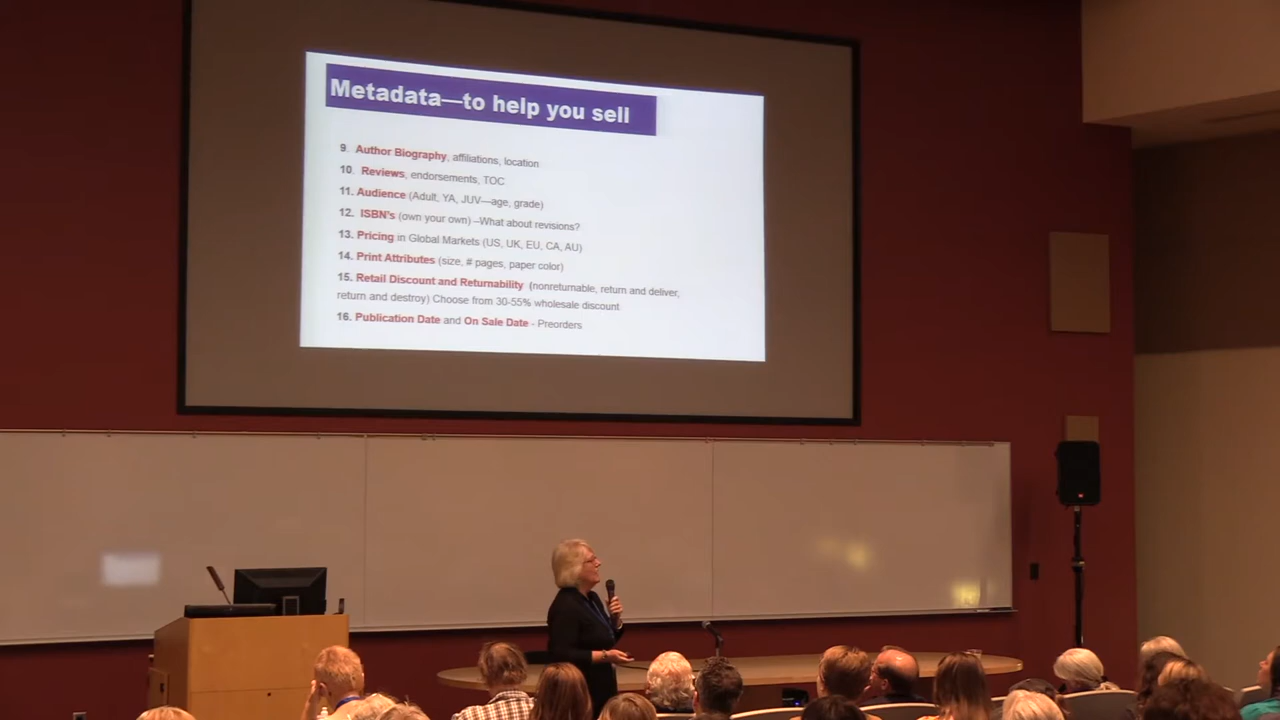 Metadata—to help you sell
9. Author Biography, affiliations, location
10. Reviews, endorsements, TOC
11. Audience (Adult, YA, JUV—age, grade)
12. ISBN's (own your own) –What about revisions?
13. Pricing in Global Markets (US, UK, EU, CA, AU)
14. Print Attributes (size, # pages, paper color)
15. Retail Discount and Returnability (nonreturnable, return and deliver,
return and destroy) Choose from 30-55% wholesale discount
16. Publication Date and On Sale Date - Preorders